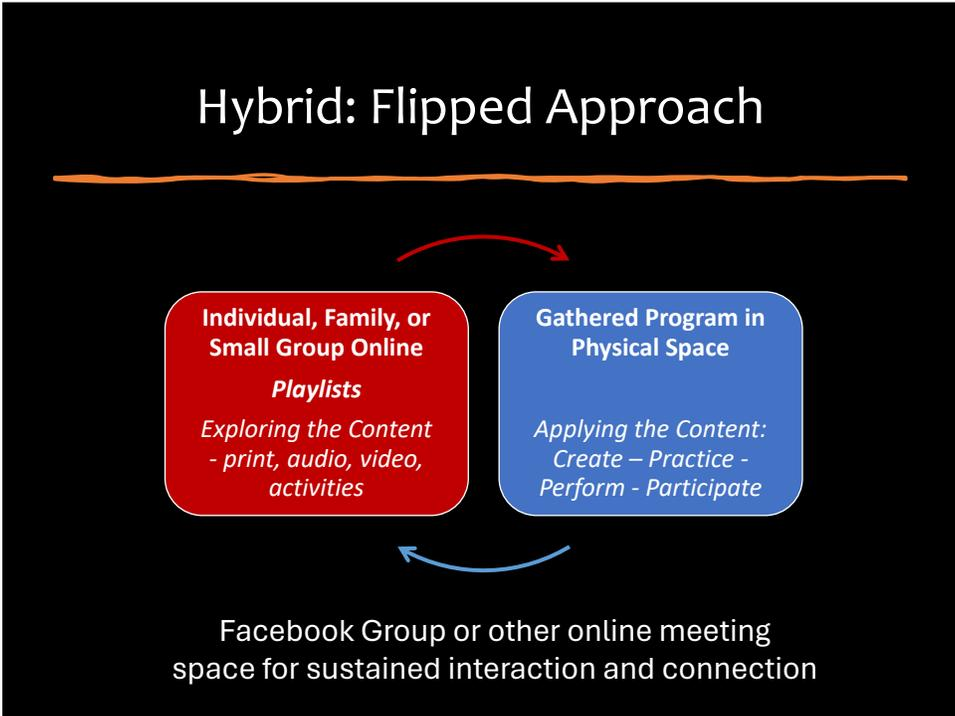 Hybrid: Flipped Approach
Individual, Family, or
Small Group Online
Playlists
Exploring the Content
- print, audio, video,
activities
Gathered Program in
Physical Space
Applying the Content:
Create – Practice -
Perform - Participate
Facebook Group or other online meeting
space for sustained interaction and connection